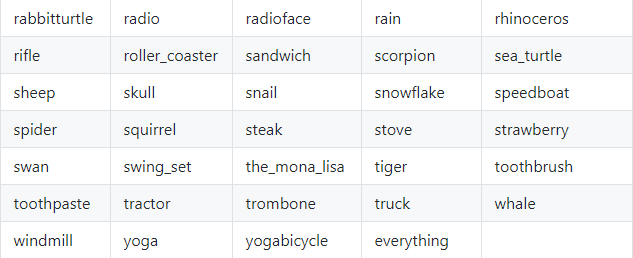 rabbitturtle radio radioface rain rhinoceros
rifle roller_coaster sandwich scorpion sea_turtle
sheep skull snail snowflake speedboat
spider squirrel steak stove strawberry
swan swing_set the_mona_lisa tiger toothbrush
toothpaste tractor trombone truck whale
windmill yoga yogabicycle everything